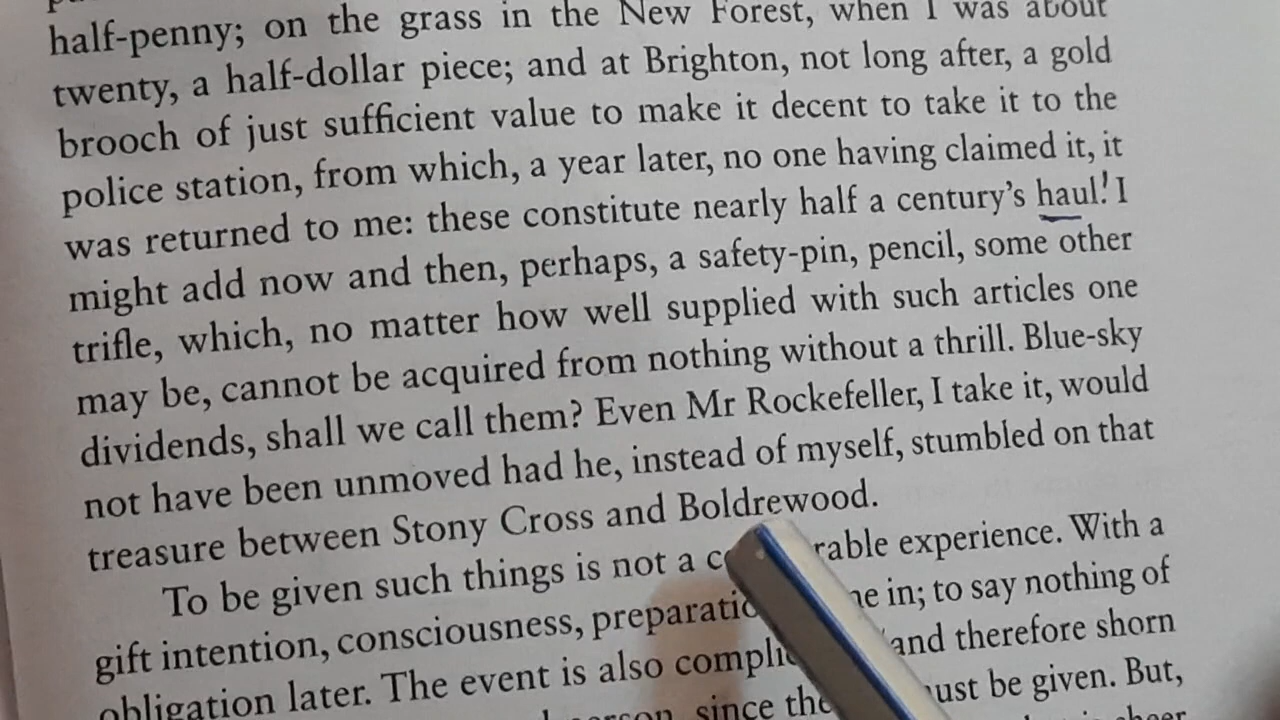 half-penny; on the grass in the New Forest, when I was about
twenty, a half-dollar piece; and at Brighton, not long after, a gold
brooch of just sufficient value to make it decent to take it to the
police station, from which, a year later, no one having claimed it, it
was returned to me: these constitute nearly half a century's haul! I
might add now and then, perhaps, a safety-pin, pencil, some other
trifle, which, no matter how well supplied with such articles one
may be, cannot be acquired from nothing without a thrill. Blue-sky
dividends, shall we call them? Even Mr Rockefeller, I take it, would
not have been unmoved had he, instead of myself, stumbled on that
treasure between Stony Cross and Boldrewood.
To be given such things is not a experience. With a
gift intention, consciousness, in; to say nothing of
obligation later. The event is also and therefore shorn
since be given. But,